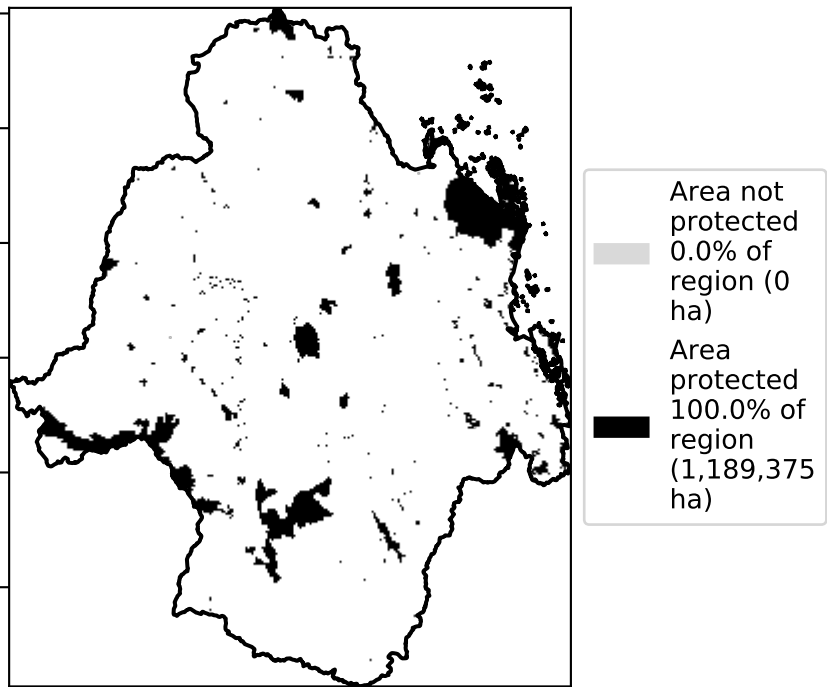 Area not
protected
0.0% of
region (0
ha)
Area
protected
100.0% of
region
(1,189,375
ha)